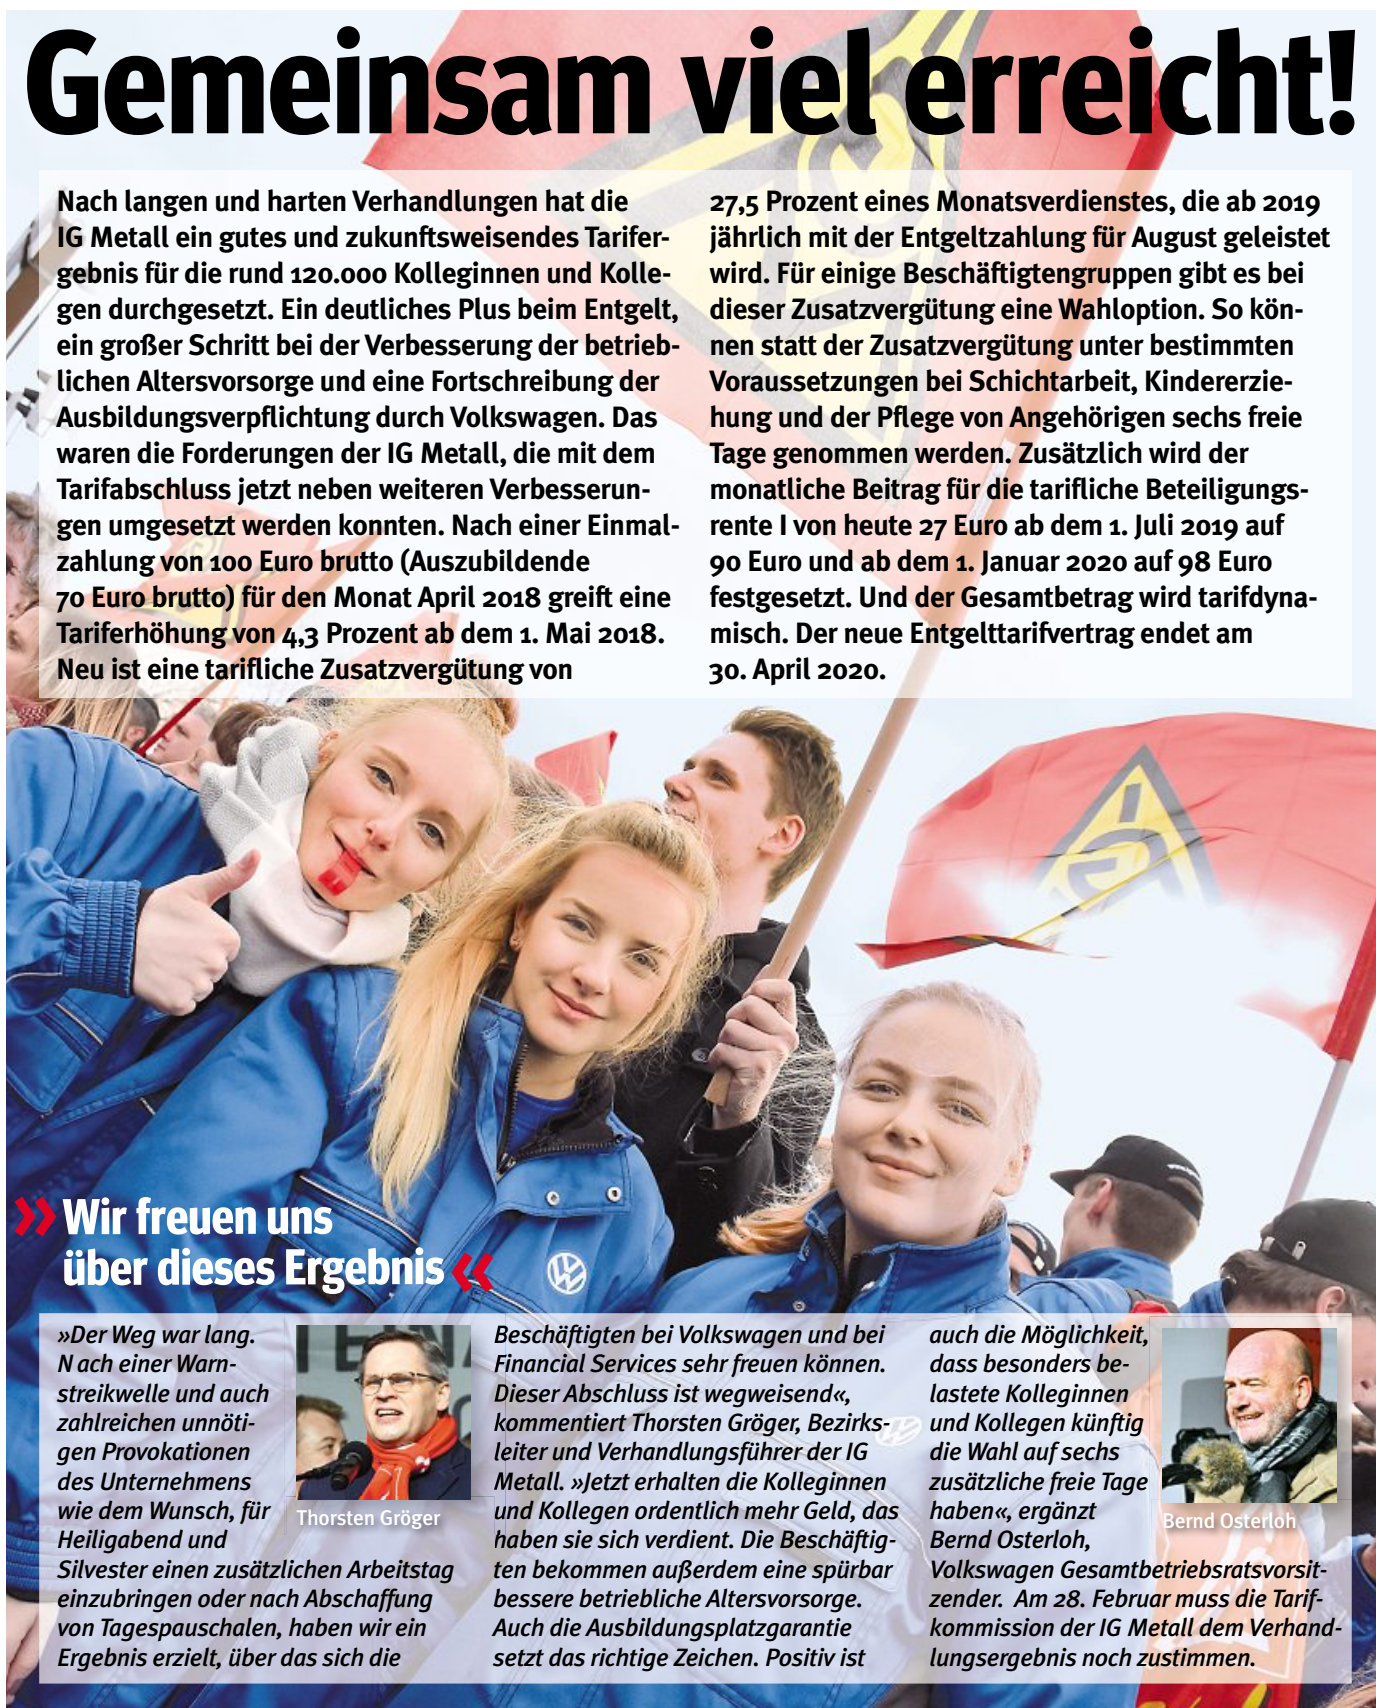 Gemeinsam viel erreicht!
Nach langen und harten Verhandlungen hat die
IG Metall ein gutes und zukunftsweisendes Tarifer-
gebnis für die rund 120.000 Kolleginnen und Kolle-
gen durchgesetzt. Ein deutliches Plus beim Entgelt,
ein großer Schritt bei der Verbesserung der betrieb-
lichen Altersvorsorge und eine Fortschreibung der
Ausbildungsverpflichtung durch Volkswagen. Das
waren die Forderungen der IG Metall, die mit dem
Tarifabschluss jetzt neben weiteren Verbesserun-
gen umgesetzt werden konnten. Nach einer Einmal-
zahlung von 100 Euro brutto (Auszubildende
70 Euro brutto) für den Monat April 2018 greift eine
Tariferhöhung von 4,3 Prozent ab dem 1. Mai 2018.
Neu ist eine tarifliche Zusatzvergütung von
27,5 Prozent eines Monatsverdienstes, die ab 2019
jährlich mit der Entgeltzahlung für August geleistet
wird. Für einige Beschäftigtengruppen gibt es bei
dieser Zusatzvergütung eine Wahloption. So kön-
nen statt der Zusatzvergütung unter bestimmten
Voraussetzungen bei Schichtarbeit, Kindererzie-
hung und der Pflege von Angehörigen sechs freie
Tage genommen werden. Zusätzlich wird der
monatliche Beitrag für die tarifliche Beteiligungs-
rente I von heute 27 Euro ab dem 1. Juli 2019 auf
90 Euro und ab dem 1. Januar 2020 auf 98 Euro
festgesetzt. Und der Gesamtbetrag wird tarifdyna-
misch. Der neue Entgelttarifvertrag endet am
30. April 2020.
»Wir freuen uns
über dieses Ergebnis«
»Der Weg war lang.
N ach einer Warn-
streikwelle und auch
zahlreichen unnöti-
gen Provokationen
des Unternehmens
wie dem Wunsch, für
Heiligabend und
Silvester einen zusätzlichen Arbeitstag
einzubringen oder nach Abschaffung
von Tagespauschalen, haben wir ein
Ergebnis erzielt, über das sich die
Thorsten Gröger
Beschäftigten bei Volkswagen und bei
Financial Services sehr freuen können.
Dieser Abschluss ist wegweisend«,
kommentiert Thorsten Gröger, Bezirks-
leiter und Verhandlungsführer der IG
Metall. »Jetzt erhalten die Kolleginnen
und Kollegen ordentlich mehr Geld, das
haben sie sich verdient. Die Beschäftig-
ten bekommen außerdem eine spürbar
bessere betriebliche Altersvorsorge.
Auch die Ausbildungsplatzgarantie
setzt das richtige Zeichen. Positiv ist
auch die Möglichkeit,
dass besonders be-
lastete Kolleginnen
und Kollegen künftig
die Wahl auf sechs
zusätzliche freie Tage
haben«, ergänzt
Bernd Osterloh,
Volkswagen Gesamtbetriebsratsvorsit-
zender. Am 28. Februar muss die Tarif-
kommission der IG Metall dem Verhand-
lungsergebnis noch zustimmen.
Bernd Osterloh